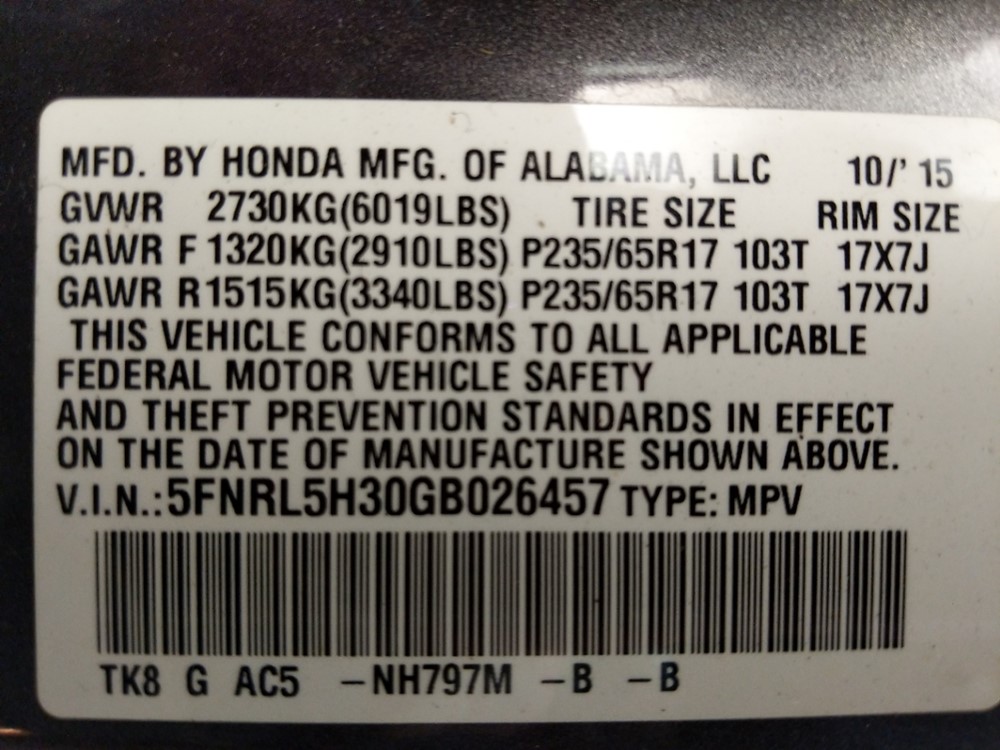 MFD. BY HONDA MFG. OF ALABAMA, LLC 10/' 15
GVWR 2730KG(6019LBS) TIRE SIZE RIM SIZE
GAWR F 1320KG(2910LBS) P235/65R17 103T 17X7J
GAWR R1515KG(3340LBS) P235/65R17 103T 17X7J
THIS VEHICLE CONFORMS TO ALL APPLICABLE
FEDERAL MOTOR VEHICLE SAFETY
AND THEFT PREVENTION STANDARDS IN EFFECT
ON THE DATE OF MANUFACTURE SHOWN ABOVE.
V.I.N.:5FNRL5H30GB026457 TYPE: MPV
TK8 G AC5 –NH797M –B –B